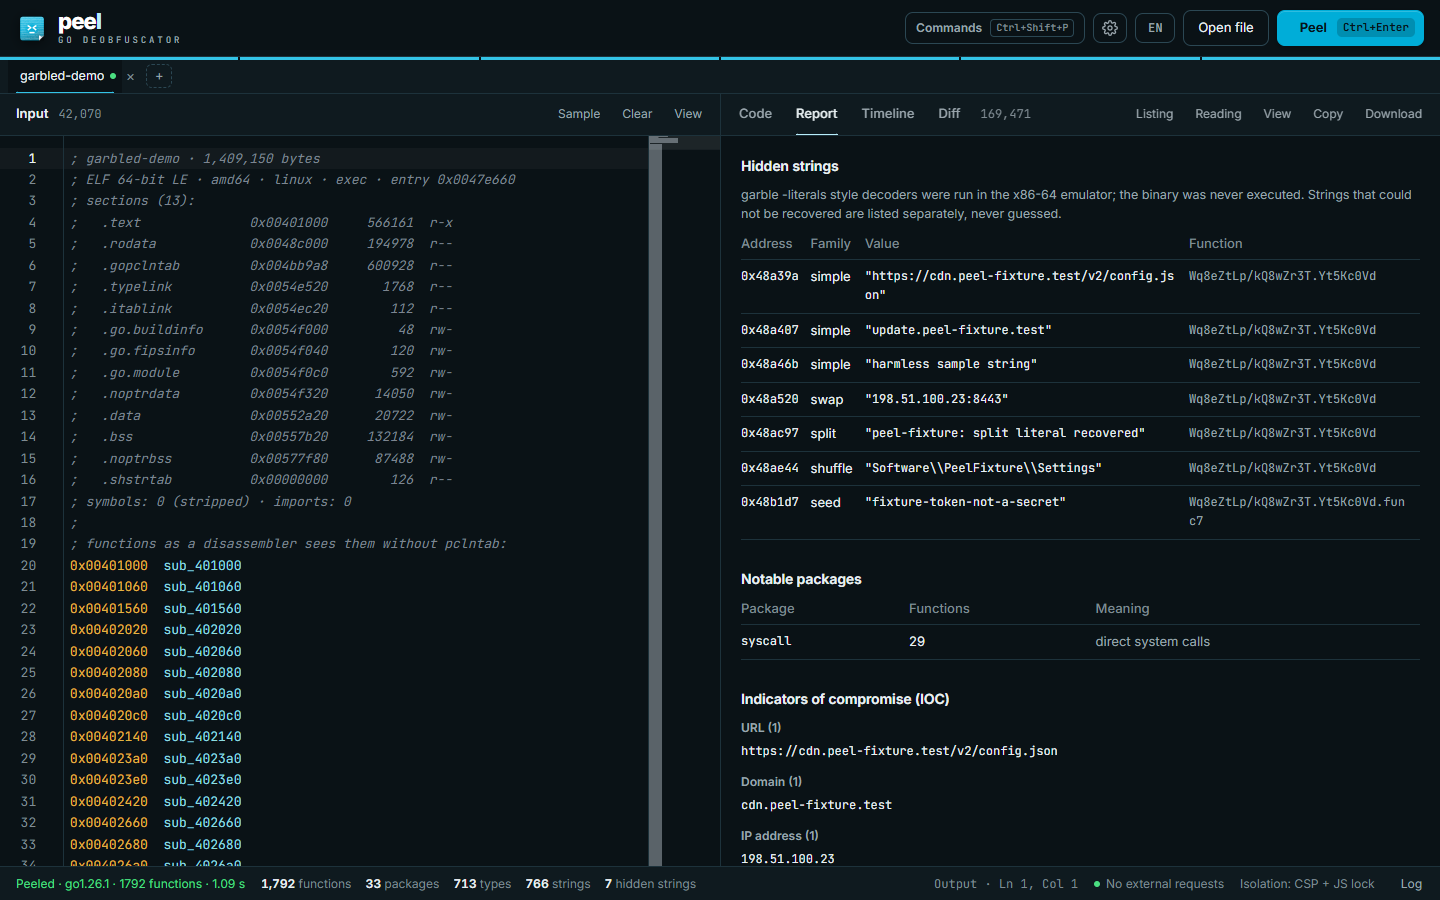 peel
GO DEOBFUSCATOR
Commands Ctrl+Shift+P
EN
Open file
Peel Ctrl+Enter
garbled-demo × +
Input 42,070 Sample Clear View
Code Report Timeline Diff 169,471 Listing Reading View Copy Download
1 ; garbled-demo · 1,409,150 bytes
2 ; ELF 64-bit LE · amd64 · linux · exec · entry 0x0047e660
3 ; sections (13):
4 ; .text 0x00401000 566161 r-x
5 ; .rodata 0x0048c000 194978 r--
6 ; .gopclntab 0x004bb9a8 600928 r--
7 ; .typelink 0x0054e520 1768 r--
8 ; .itablink 0x0054ec20 112 r--
9 ; .go.buildinfo 0x0054f000 48 rw-
10 ; .go.fipsinfo 0x0054f040 120 rw-
11 ; .go.module 0x0054f0c0 592 rw-
12 ; .noptrdata 0x0054f320 14050 rw-
13 ; .data 0x00552a20 20722 rw-
14 ; .bss 0x00557b20 132184 rw-
15 ; .noptrbss 0x00577f80 87488 rw-
16 ; .shstrtab 0x00000000 126 r--
17 ; symbols: 0 (stripped) · imports: 0
18 ;
19 ; functions as a disassembler sees them without pclntab:
20 0x00401000 sub_401000
21 0x00401060 sub_401060
22 0x00401560 sub_401560
23 0x00402020 sub_402020
24 0x00402060 sub_402060
25 0x00402080 sub_402080
26 0x004020a0 sub_4020a0
27 0x004020c0 sub_4020c0
28 0x00402140 sub_402140
29 0x004023a0 sub_4023a0
30 0x004023e0 sub_4023e0
31 0x00402420 sub_402420
32 0x00402660 sub_402660
33 0x00402680 sub_402680
34 0x004026a0 sub_4026a0
Hidden strings
garble -literals style decoders were run in the x86-64 emulator; the binary was never executed. Strings that could
not be recovered are listed separately, never guessed.
Address Family Value Function
0x48a39a simple "https://cdn.peel-fixture.test/v2/config.js Wq8eZtLp/kQ8wZr3T.Yt5Kc0Vd
on"
0x48a407 simple "update.peel-fixture.test" Wq8eZtLp/kQ8wZr3T.Yt5Kc0Vd
0x48a46b simple "harmless sample string" Wq8eZtLp/kQ8wZr3T.Yt5Kc0Vd
0x48a520 swap "198.51.100.23:8443" Wq8eZtLp/kQ8wZr3T.Yt5Kc0Vd
0x48ac97 split "peel-fixture: split literal recovered" Wq8eZtLp/kQ8wZr3T.Yt5Kc0Vd
0x48ae44 shuffle "Software\\PeelFixture\\Settings" Wq8eZtLp/kQ8wZr3T.Yt5Kc0Vd
0x48b1d7 seed "fixture-token-not-a-secret" Wq8eZtLp/kQ8wZr3T.Yt5Kc0Vd.fun
c7
Notable packages
Package Functions Meaning
syscall 29 direct system calls
Indicators of compromise (IOC)
URL (1)
https://cdn.peel-fixture.test/v2/config.json
Domain (1)
cdn.peel-fixture.test
IP address (1)
198.51.100.23
Peeled · go1.26.1 · 1792 functions · 1.09 s 1,792 functions 33 packages 713 types 766 strings 7 hidden strings
Output · Ln 1, Col 1 No external requests Isolation: CSP + JS lock Log